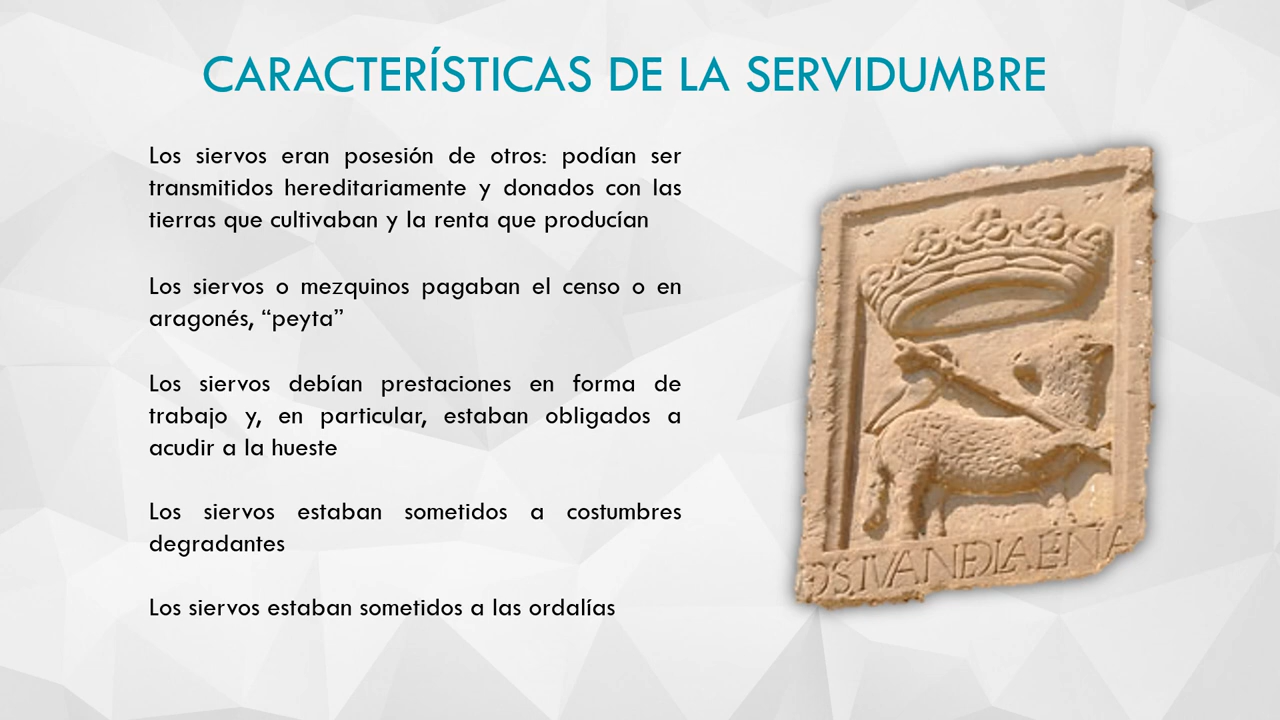 CARACTERÍSTICAS DE LA SERVIDUMBRE
Los siervos eran posesión de otros: podían ser
transmitidos hereditariamente y donados con las
tierras que cultivaban y la renta que producían
Los siervos o mezquinos pagaban el censo o en
aragonés, “peyta”
Los siervos debían prestaciones en forma de
trabajo y, en particular, estaban obligados a
acudir a la hueste
Los siervos estaban sometidos a costumbres
degradantes
Los siervos estaban sometidos a las ordalías